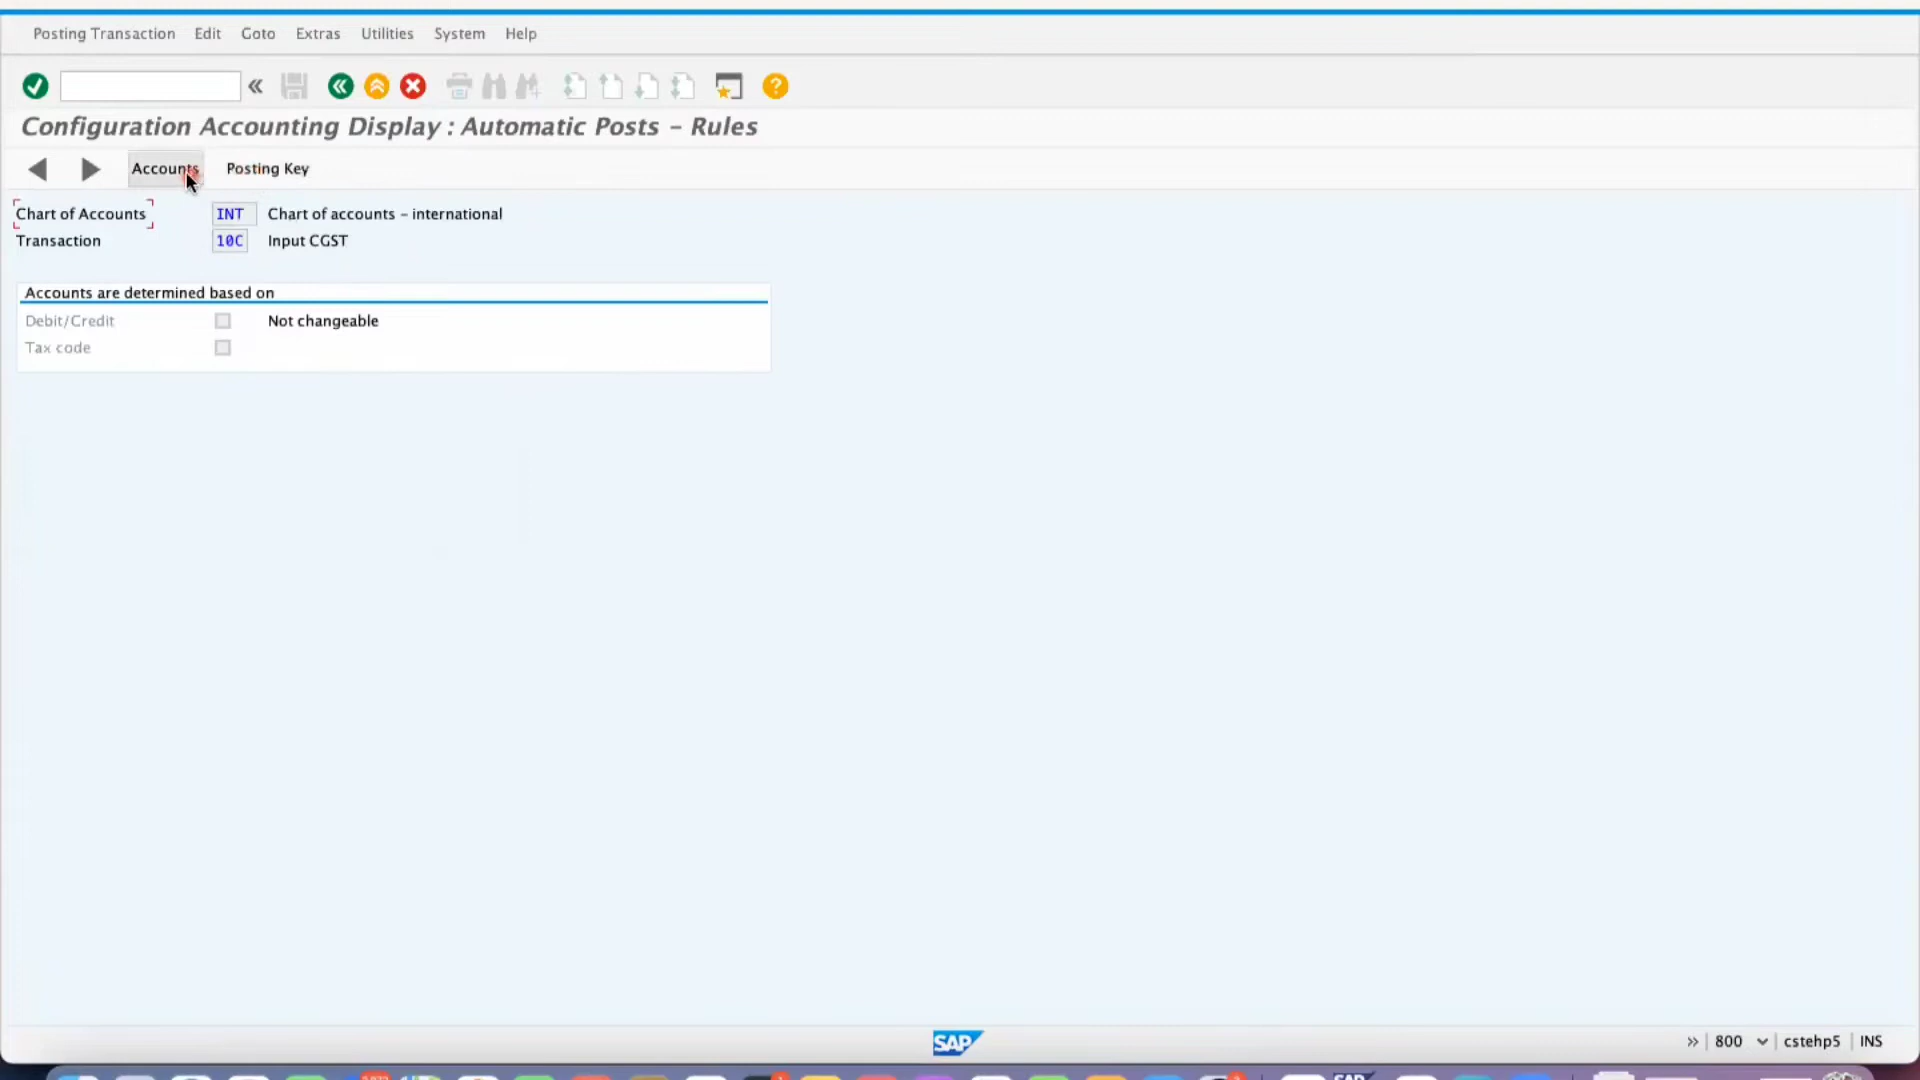 Posting Transaction Edit Goto Extras Utilities System Help
Configuration Accounting Display : Automatic Posts – Rules
Accounts Posting Key
Chart of Accounts INT Chart of accounts – international
Transaction 10C Input CGST
Accounts are determined based on
Debit/Credit Not changeable
Tax code
SAP » 800 cstehp5 INS
SAP